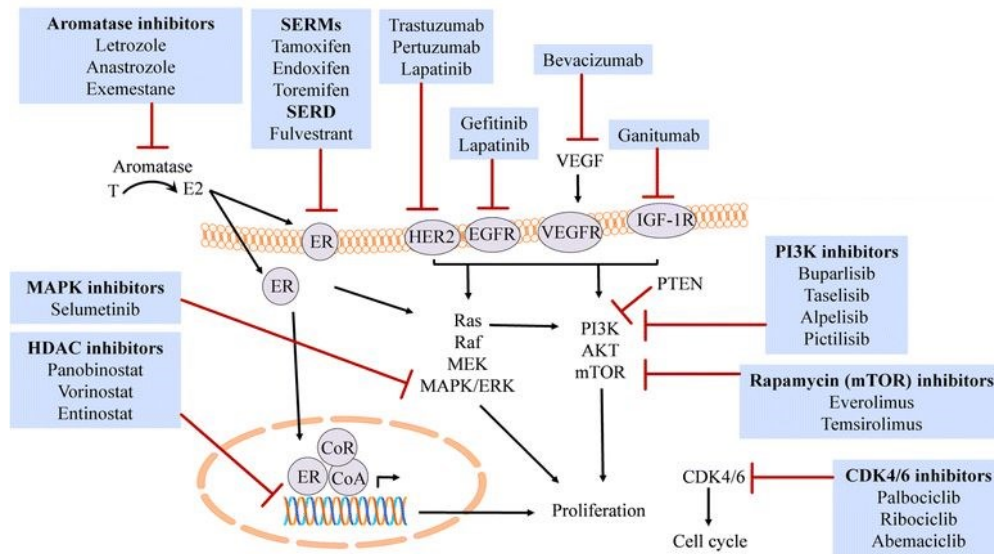 Aromatase inhibitors
Letrozole
Anastrozole
Exemestane
SERMs
Tamoxifen
Endoxifen
Toremifen
SERD
Fulvestrant
Trastuzumab
Pertuzumab
Lapatinib
Gefitinib
Lapatinib
Bevacizumab
Ganitumab
VEGF
Aromatase
T
E2
ER
HER2
EGFR
VEGFR
IGF-1R
ER
MAPK inhibitors
Selumetinib
HDAC inhibitors
Panobinostat
Vorinostat
Entinostat
Ras
Raf
MEK
MAPK/ERK
PI3K
AKT
mTOR
PTEN
PI3K inhibitors
Buparlisib
Taselisib
Alpelisib
Pictilisib
Rapamycin (mTOR) inhibitors
Everolimus
Temsirolimus
CoR
ER
CoA
Proliferation
CDK4/6
Cell cycle
CDK4/6 inhibitors
Palbociclib
Ribociclib
Abemaciclib